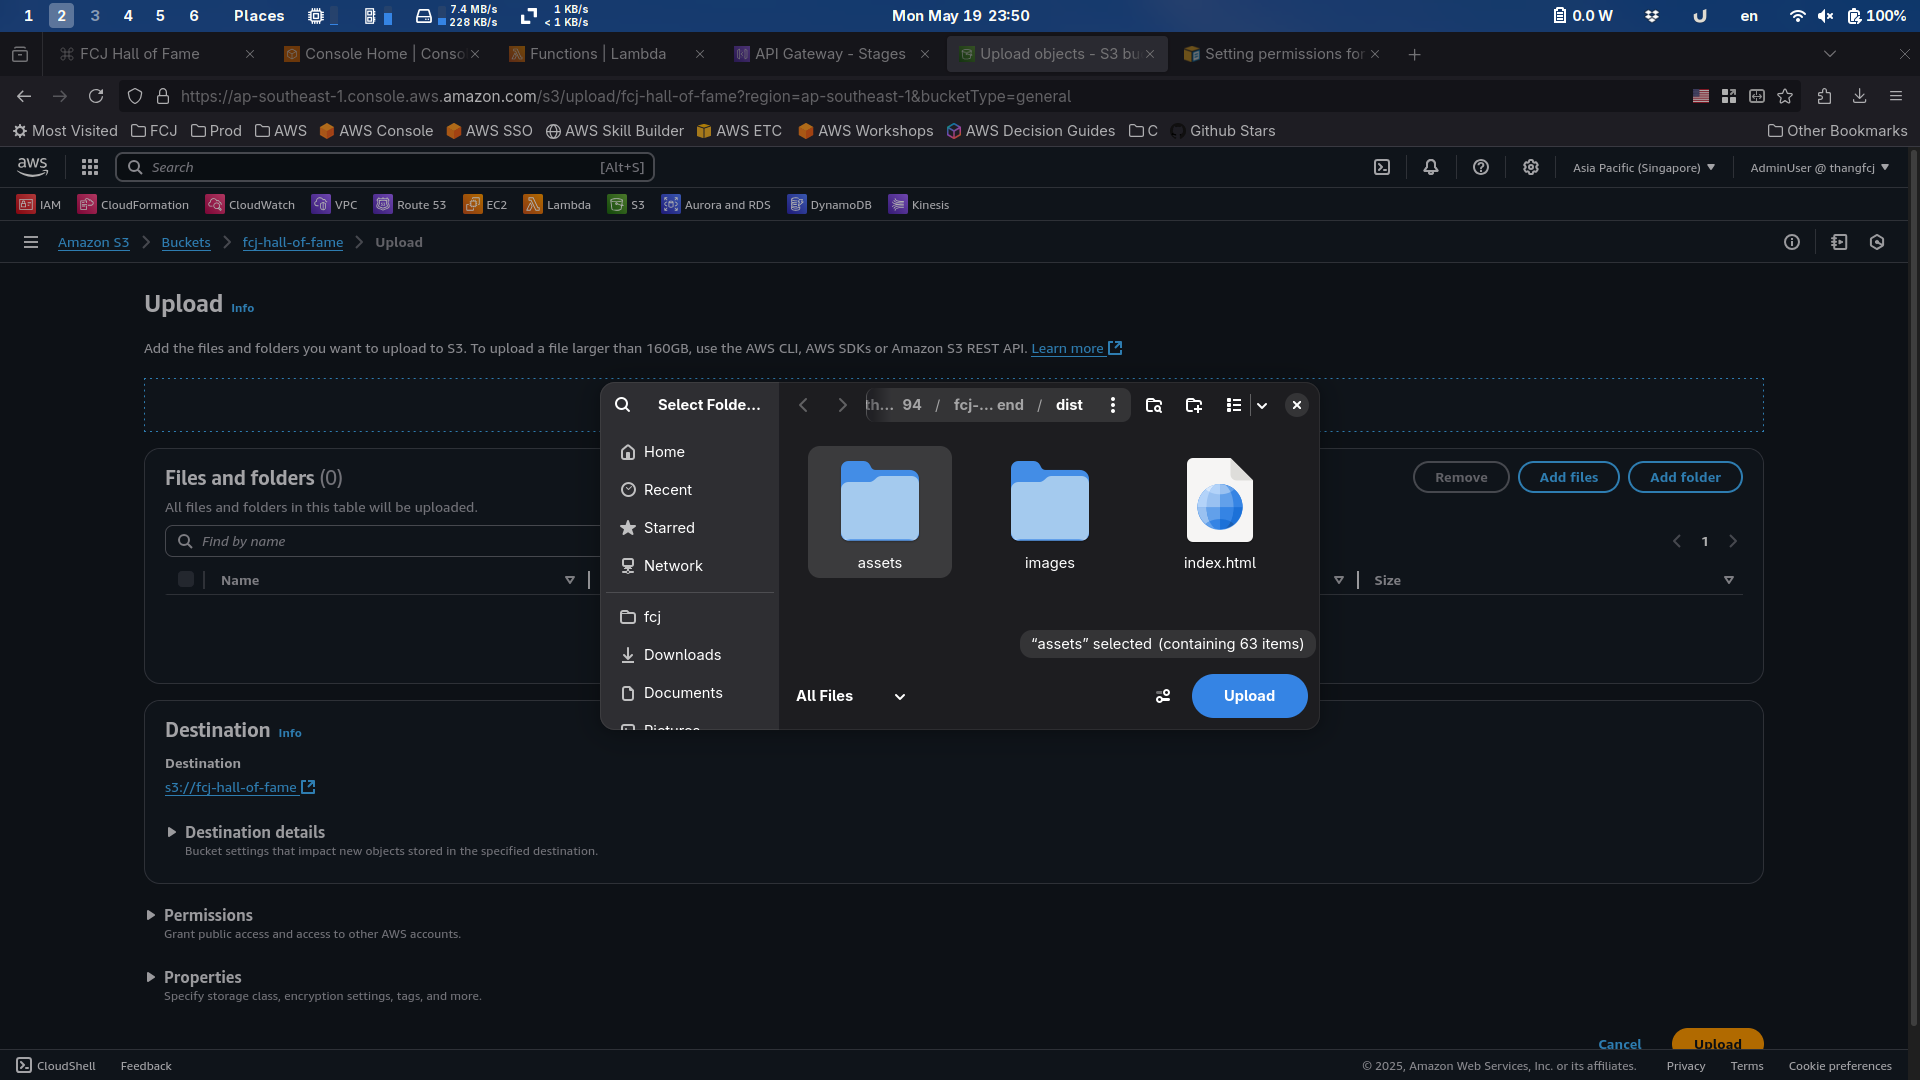 1 2 3 4 5 6 Places 7.4 MB/s 228 KB/s 1 KB/s < 1 KB/s Mon May 19 23:50 0.0 W en 100%
FCJ Hall of Fame Console Home | Conso Functions | Lambda API Gateway - Stages Upload objects - S3 bu Setting permissions for
https://ap-southeast-1.console.aws.amazon.com/s3/upload/fcj-hall-of-fame?region=ap-southeast-1&bucketType=general
Most Visited FCJ Prod AWS AWS Console AWS SSO AWS Skill Builder AWS ETC AWS Workshops AWS Decision Guides C Github Stars Other Bookmarks
aws Search [Alt+S] Asia Pacific (Singapore) AdminUser @ thangfcj
IAM CloudFormation CloudWatch VPC Route 53 EC2 Lambda S3 Aurora and RDS DynamoDB Kinesis
Amazon S3 Buckets fcj-hall-of-fame Upload
Upload Info
Add the files and folders you want to upload to S3. To upload a file larger than 160GB, use the AWS CLI, AWS SDKs or Amazon S3 REST API. Learn more
Files and folders (0)
All files and folders in this table will be uploaded.
Remove Add files Add folder
Find by name
1
Name Size
Select Folde... th... 94 / fcj-... end / dist
Home
Recent
Starred
Network
fcj
Downloads
Documents
Pictures
assets images index.html
“assets” selected (containing 63 items)
All Files Upload
Destination Info
Destination
s3://fcj-hall-of-fame
Destination details
Bucket settings that impact new objects stored in the specified destination.
Permissions
Grant public access and access to other AWS accounts.
Properties
Specify storage class, encryption settings, tags, and more.
Cancel Upload
CloudShell Feedback © 2025, Amazon Web Services, Inc. or its affiliates. Privacy Terms Cookie preferences